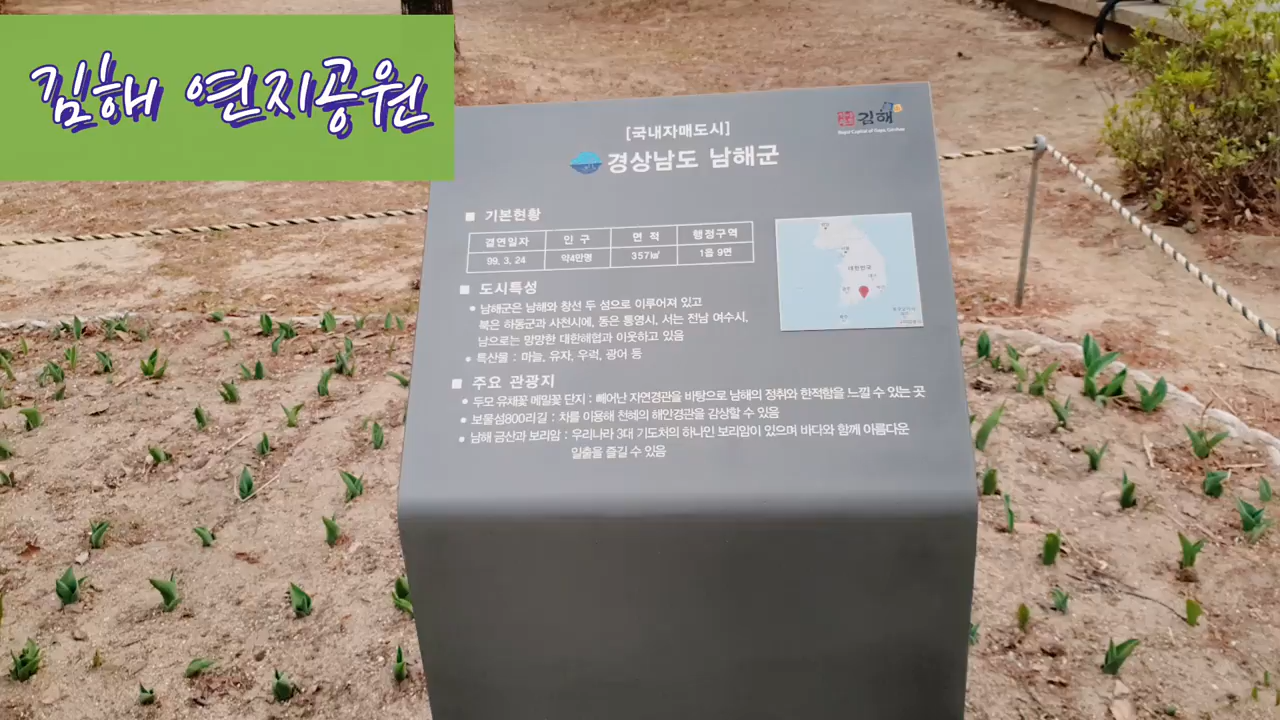 김해 연지공원
[국내자매도시]
김해
경상남도 남해군
■ 기본현황
결연일자 인 구 면 적 행정구역
99. 3. 24 약4만명 357㎢ 1읍 9면
대한민국
■ 도시특성
● 남해군은 남해와 창선 두 섬으로 이루어져 있고
북은 하동군과 사천시에, 동은 통영시, 서는 전남 여수시,
남으로는 망망한 대한해협과 이웃하고 있음
● 특산물 : 마늘, 유자, 우럭, 광어 등
■ 주요 관광지
● 두모 유채꽃 메밀꽃 단지 : 빼어난 자연경관을 바탕으로 남해의 정취와 한적함을 느낄 수 있는 곳
● 보물섬800리길 : 차를 이용해 천혜의 해안경관을 감상할 수 있음
● 남해 금산과 보리암 : 우리나라 3대 기도처의 하나인 보리암이 있으며 바다와 함께 아름다운
일출을 즐길 수 있음